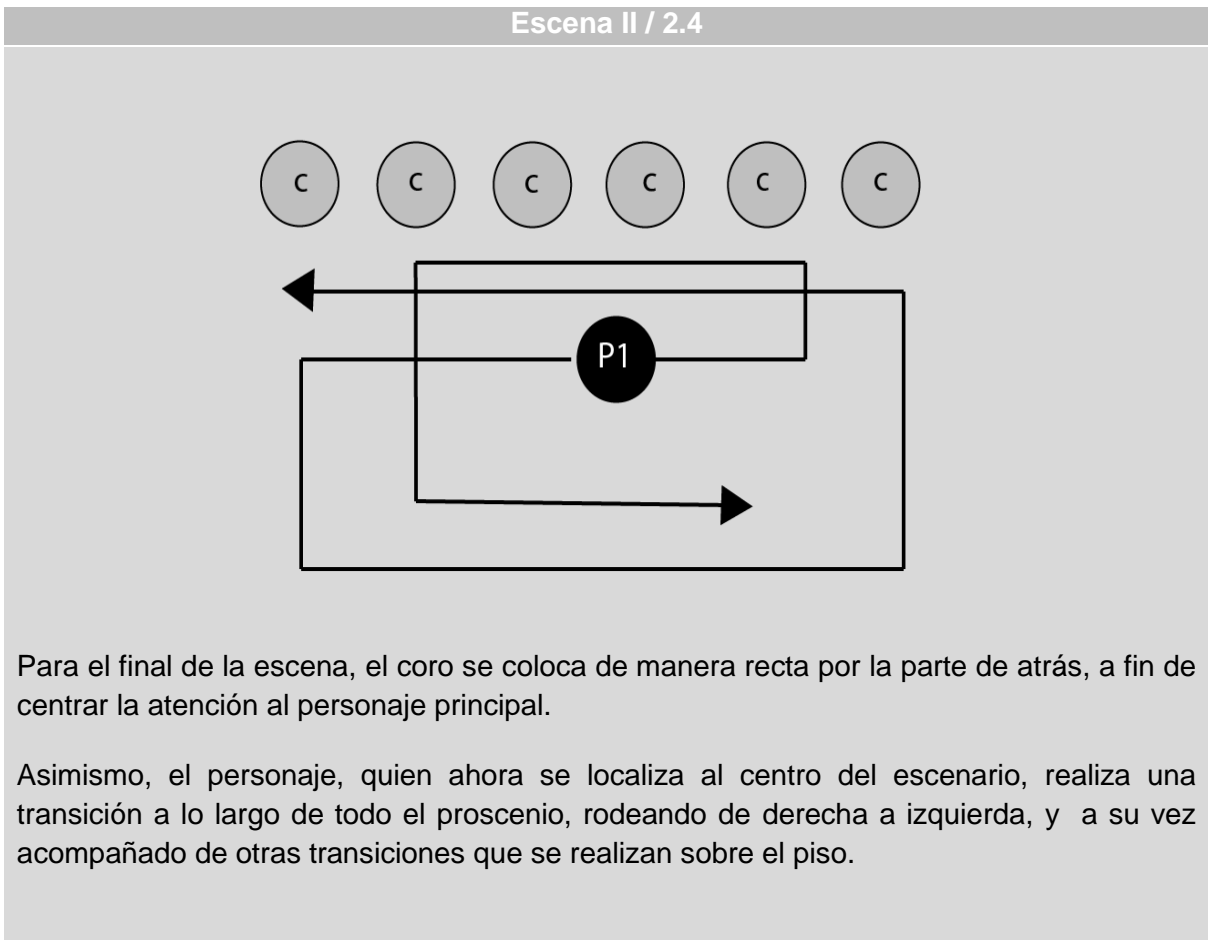 Escena II / 2.4
C C C C C C
P1
Para el final de la escena, el coro se coloca de manera recta por la parte de atrás, a fin de
centrar la atención al personaje principal.
Asimismo, el personaje, quien ahora se localiza al centro del escenario, realiza una
transición a lo largo de todo el proscenio, rodeando de derecha a izquierda, y a su vez
acompañado de otras transiciones que se realizan sobre el piso.